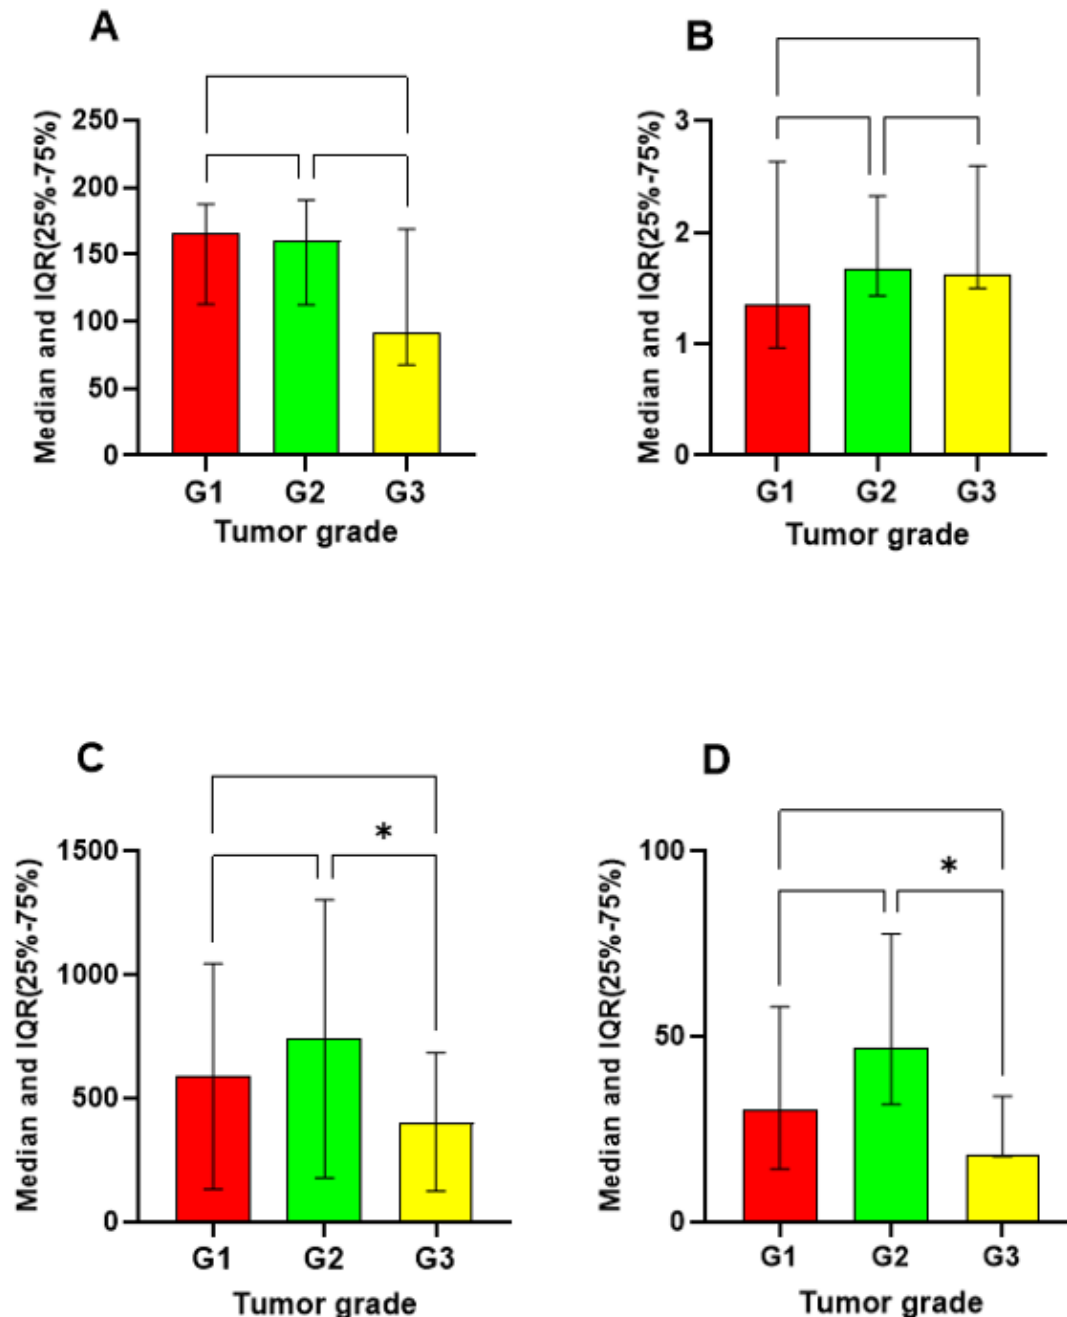 A
Median and IQR(25%-75%)
250
200
150
100
50
0
G1 G2 G3
Tumor grade
B
Median and IQR(25%-75%)
3
2
1
0
G1 G2 G3
Tumor grade
C
Median and IQR(25%-75%)
1500
1000
500
0
*
G1 G2 G3
Tumor grade
D
Median and IQR(25%-75%)
100
50
0
*
G1 G2 G3
Tumor grade